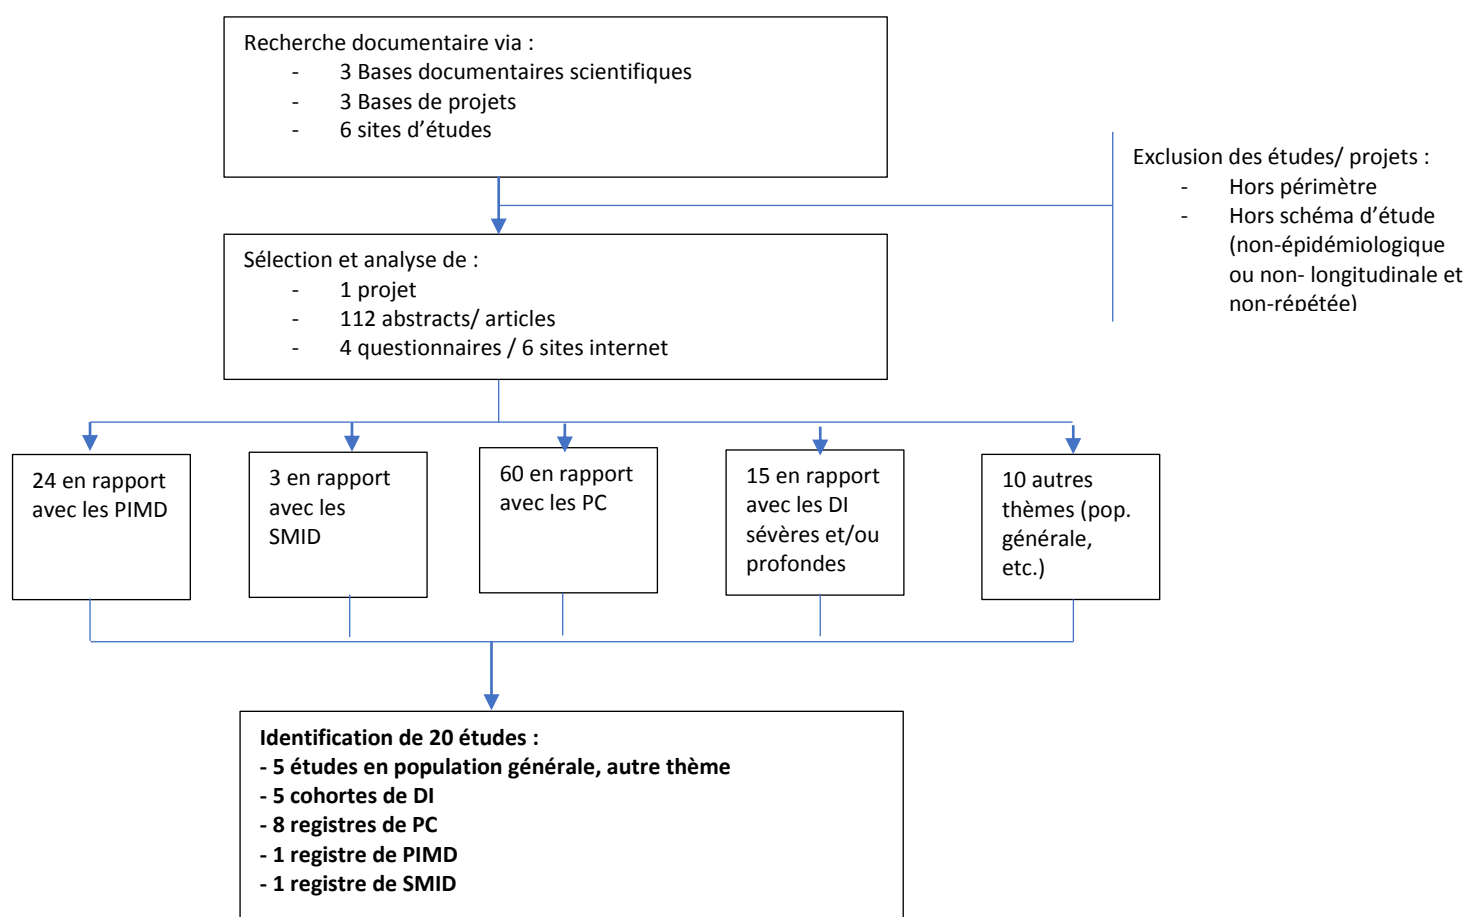 Recherche documentaire via :
- 3 Bases documentaires scientifiques
- 3 Bases de projets
- 6 sites d'études
Exclusion des études/ projets :
- Hors périmètre
- Hors schéma d'étude
(non-épidémiologique
ou non- longitudinale et
non-répétée)
Sélection et analyse de :
- 1 projet
- 112 abstracts/ articles
- 4 questionnaires / 6 sites internet
24 en rapport
avec les PIMD
3 en rapport
avec les
SMID
60 en rapport
avec les PC
15 en rapport
avec les DI
sévères et/ou
profondes
10 autres
thèmes (pop.
générale,
etc.)
Identification de 20 études :
- 5 études en population générale, autre thème
- 5 cohortes de DI
- 8 registres de PC
- 1 registre de PIMD
- 1 registre de SMID